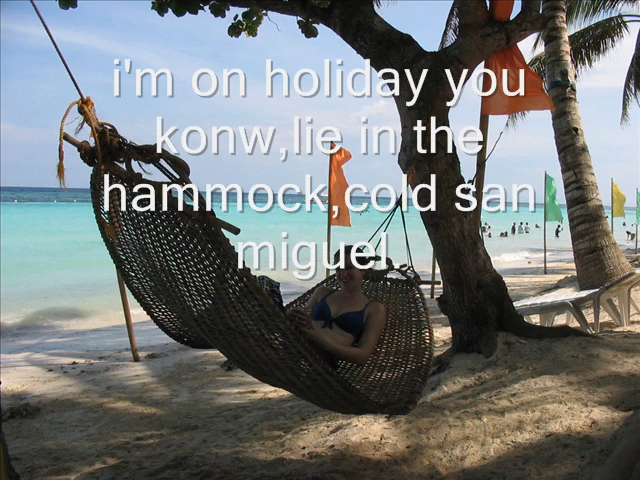 i'm on holiday you
konw,lie in the
hammock,cold san
miguel.